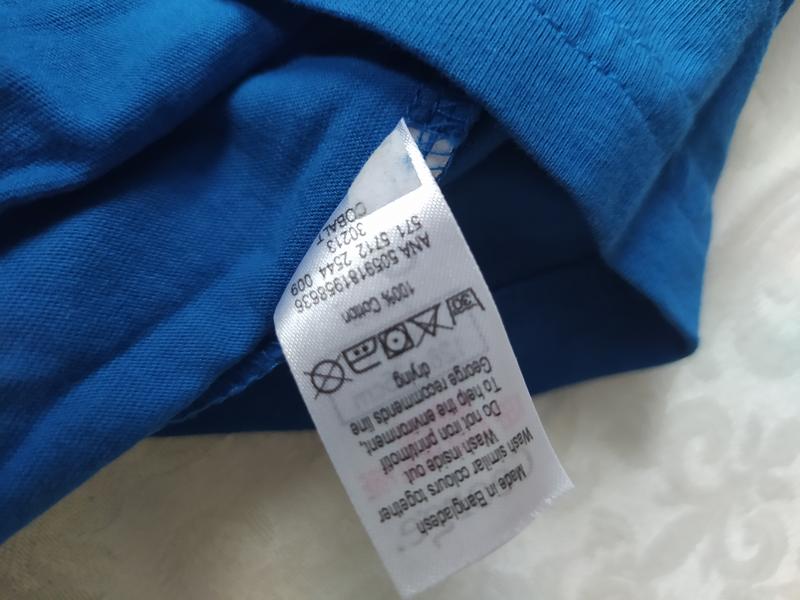 COBALT
30213
571 5712 2544 009
ANA 5059181958636
100% Cotton
30
George recommends line
drying
To help the environment,
Do not iron print/motif
Wash inside out
Wash similar colours together
Made in Bangladesh